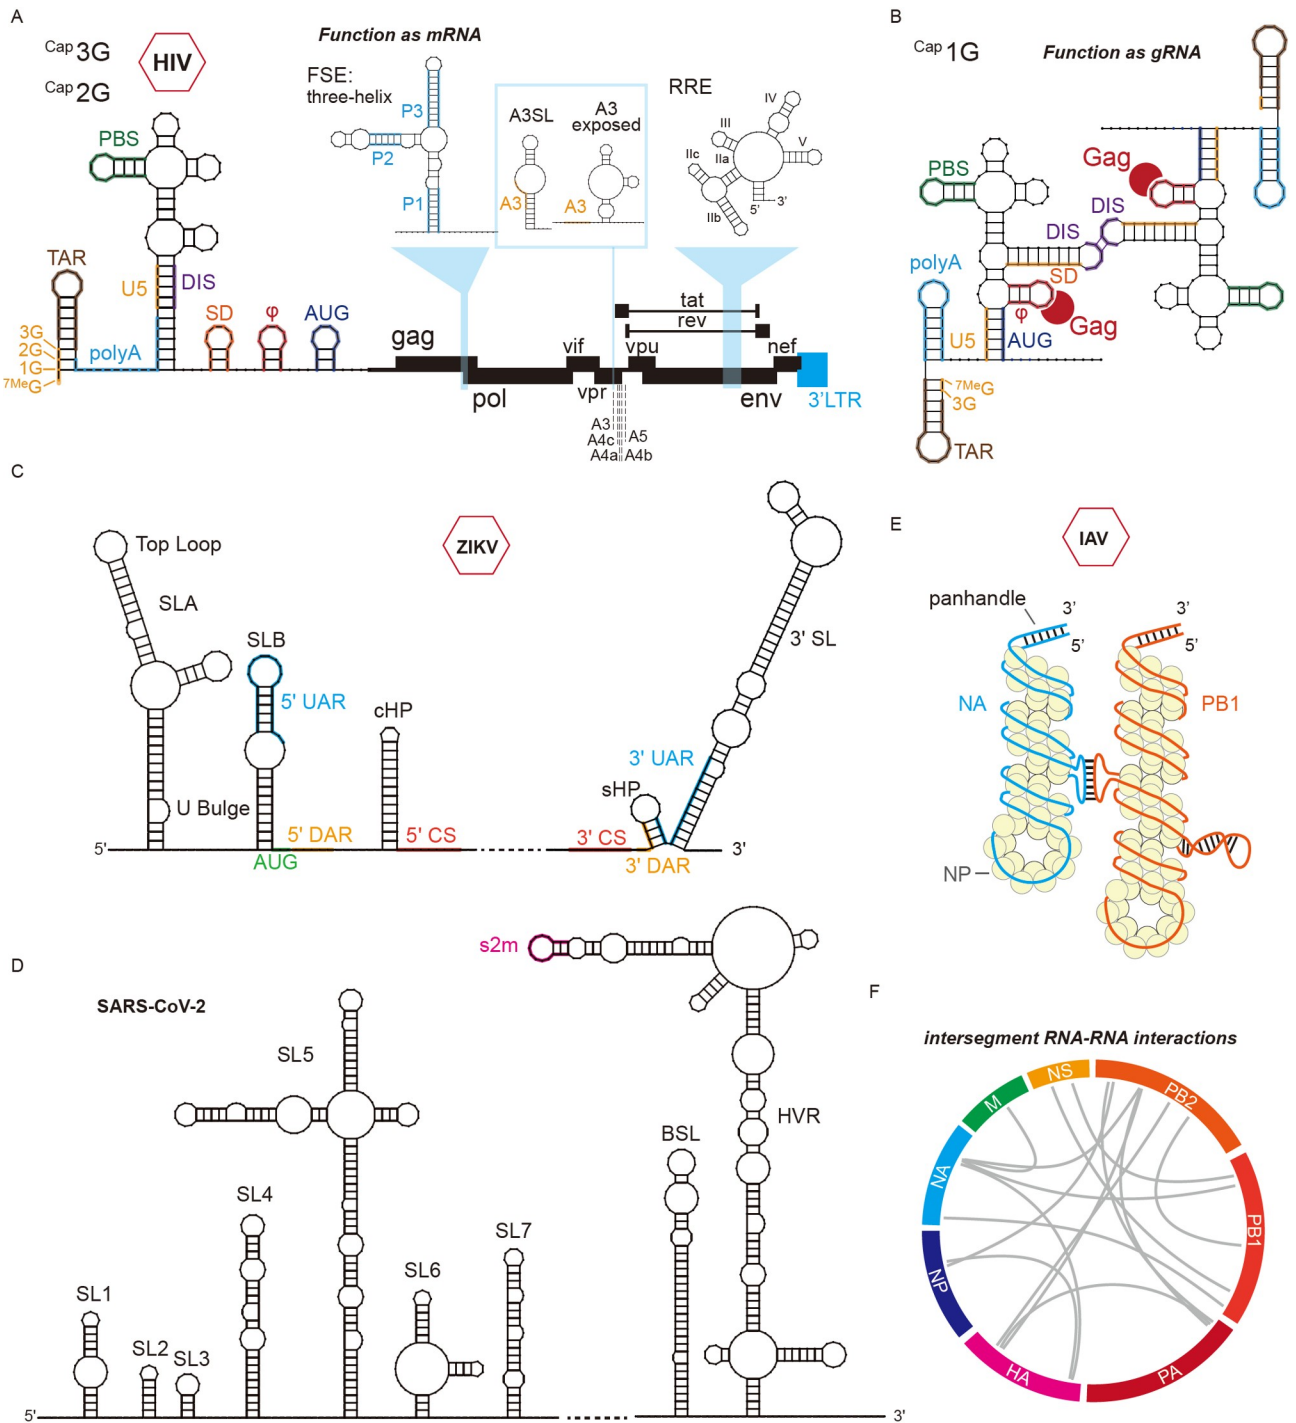 A
Cap 3G
Cap 2G
HIV
Function as mRNA
FSE:
three-helix
P3
P2
P1
A3SL
A3
exposed
A3
A3
RRE
IV
III
V
IIc
IIa
IIb
5'
3'
PBS
TAR
U5
DIS
SD
φ
AUG
3G
2G
1G
7MeG
polyA
gag
pol
vif
vpr
vpu
tat
rev
env
nef
3'LTR
A3
A4c
A4a
A5
A4b
B
Cap 1G
Function as gRNA
PBS
Gag
DIS
DIS
SD
polyA
φ
Gag
U5
AUG
7MeG
3G
TAR
C
ZIKV
Top Loop
SLA
SLB
5' UAR
cHP
U Bulge
5'
AUG
5' DAR
5' CS
3' CS
3' DAR
sHP
3' UAR
3' SL
3'
D
SARS-CoV-2
s2m
SL5
HVR
BSL
SL4
SL7
SL6
SL1
SL2
SL3
5'
3'
E
IAV
panhandle
3'
5'
3'
5'
NA
PB1
NP
F
intersegment RNA-RNA interactions
NS
PB2
M
NA
PB1
NP
HA
PA